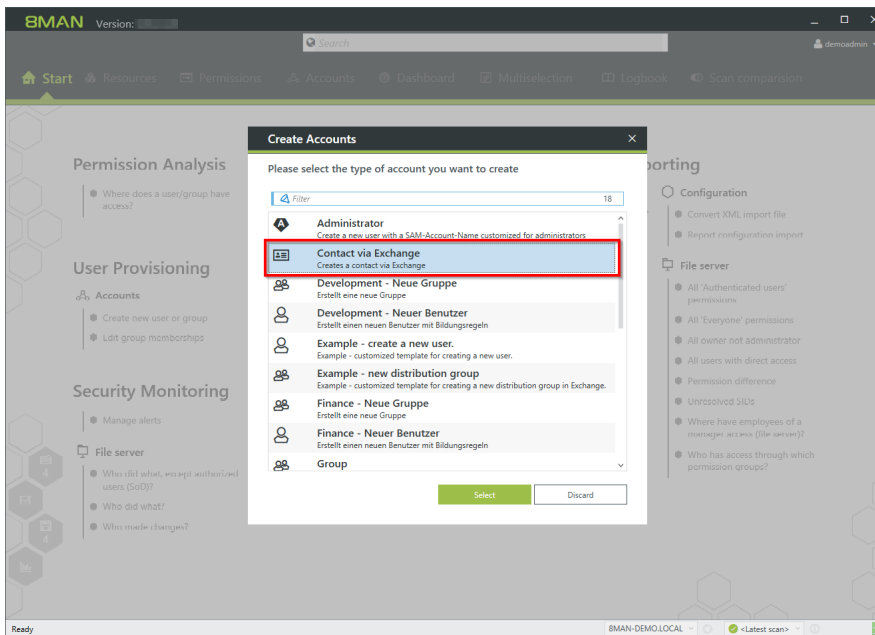 8MAN Version:
Search
demoadmin
Start Resources Permissions Accounts Dashboard Multiselection Logbook Scan comparison
Create Accounts
Please select the type of account you want to create
Filter 18
Administrator
Create a new user with a SAM-Account-Name customized for administrators
Contact via Exchange
Creates a contact via Exchange
Development - Neue Gruppe
Erstellt eine neue Gruppe
Development - Neuer Benutzer
Erstellt einen neuen Benutzer mit Bildungsregeln
Example - create a new user.
Example - customized template for creating a new user.
Example - new distribution group
Example - customized template for creating a new distribution group in Exchange.
Finance - Neue Gruppe
Erstellt eine neue Gruppe
Finance - Neuer Benutzer
Erstellt einen neuen Benutzer mit Bildungsregeln
Group
Select Discard
Permission Analysis
Where does a user/group have
access?
User Provisioning
Accounts
Create new user or group
Edit group memberships
Security Monitoring
Manage alerts
File server
Who did what, except authorized
users (SoD)?
Who did what?
Who made changes?
4
4
orting
Configuration
Convert XML import file
Report configuration import
File server
All 'Authenticated users'
permissions
All 'Everyone' permissions
All owner not administrator
All users with direct access
Permission difference
Unresolved SIDs
Where have employees of a
manager access (file server)?
Who has access through which
permission groups?
Ready 8MAN-DEMO.LOCAL <Latest scan>